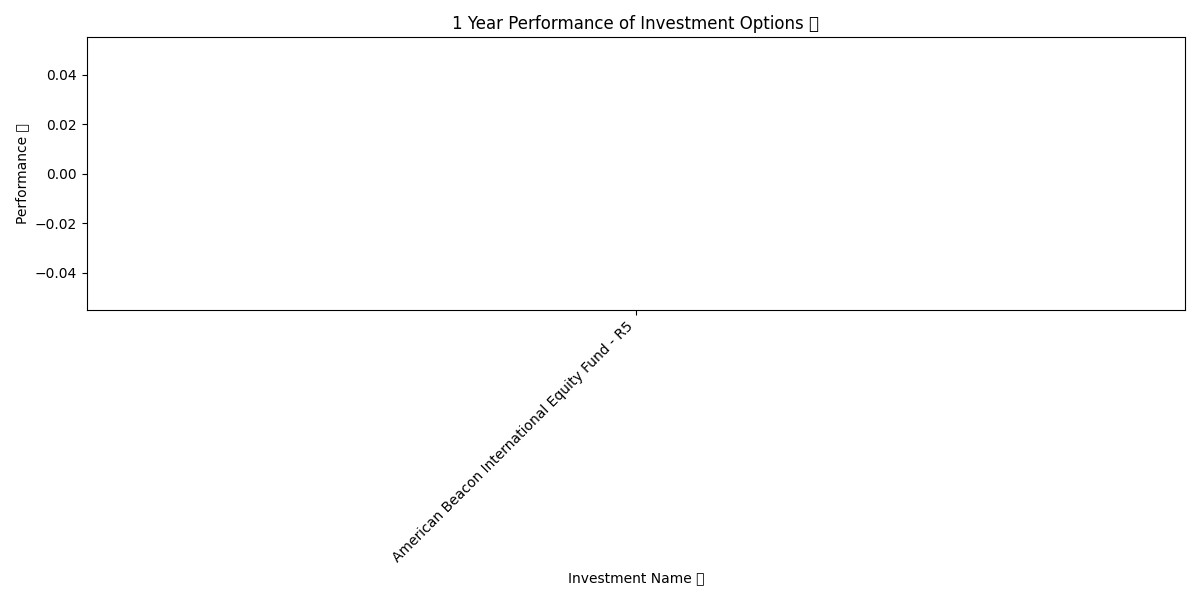 1 Year Performance of Investment Options
0.04
0.02
0.00
−0.02
−0.04
Performance
American Beacon International Equity Fund - R5
Investment Name